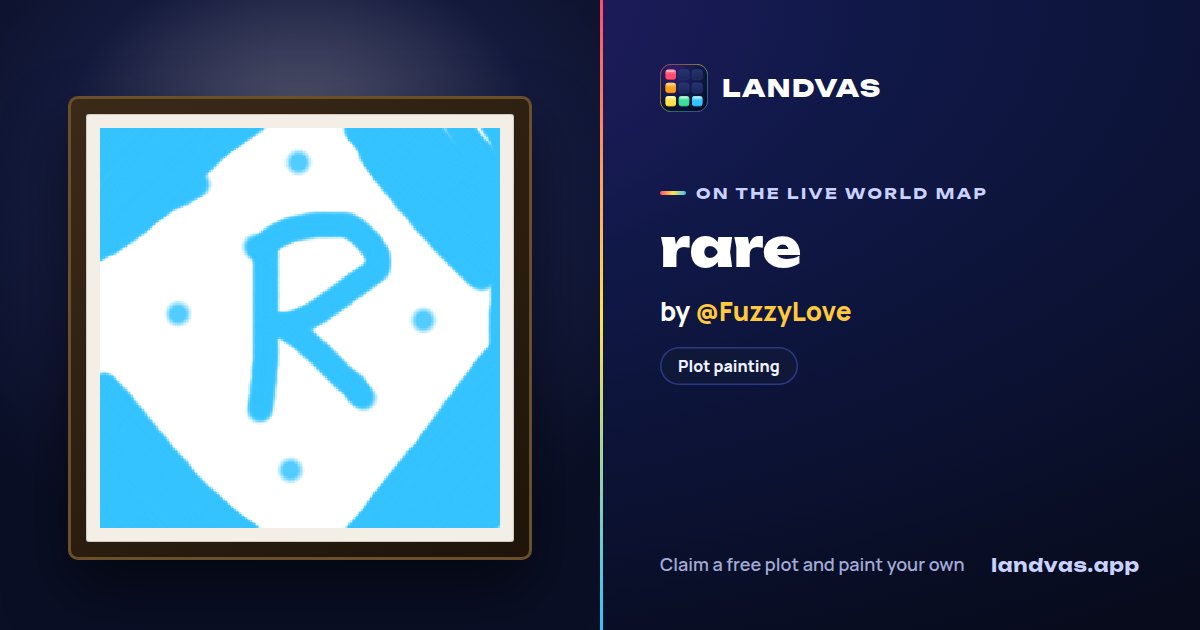 R
LANDVAS
ON THE LIVE WORLD MAP
rare
by @FuzzyLove
Plot painting
Claim a free plot and paint your own landvas.app